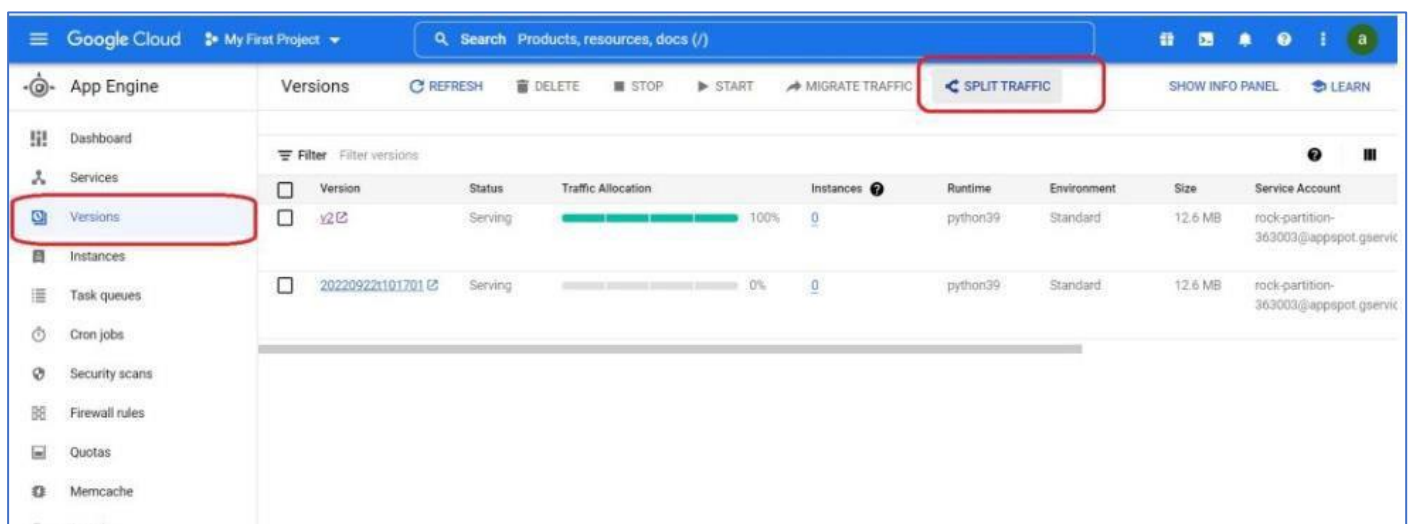 Google Cloud My First Project Search Products, resources, docs (/) a
App Engine Versions REFRESH DELETE STOP START MIGRATE TRAFFIC SPLIT TRAFFIC SHOW INFO PANEL LEARN
Dashboard
Services
Versions
Instances
Task queues
Cron jobs
Security scans
Firewall rules
Quotas
Memcache
Filter Filter versions
Version Status Traffic Allocation Instances Runtime Environment Size Service Account
v2 Serving 100% 0 python39 Standard 12.6 MB rock-partition-
363003@appspot.gservic
20220922t101701 Serving 0% 0 python39 Standard 12.6 MB rock-partition-
363003@appspot.gservic